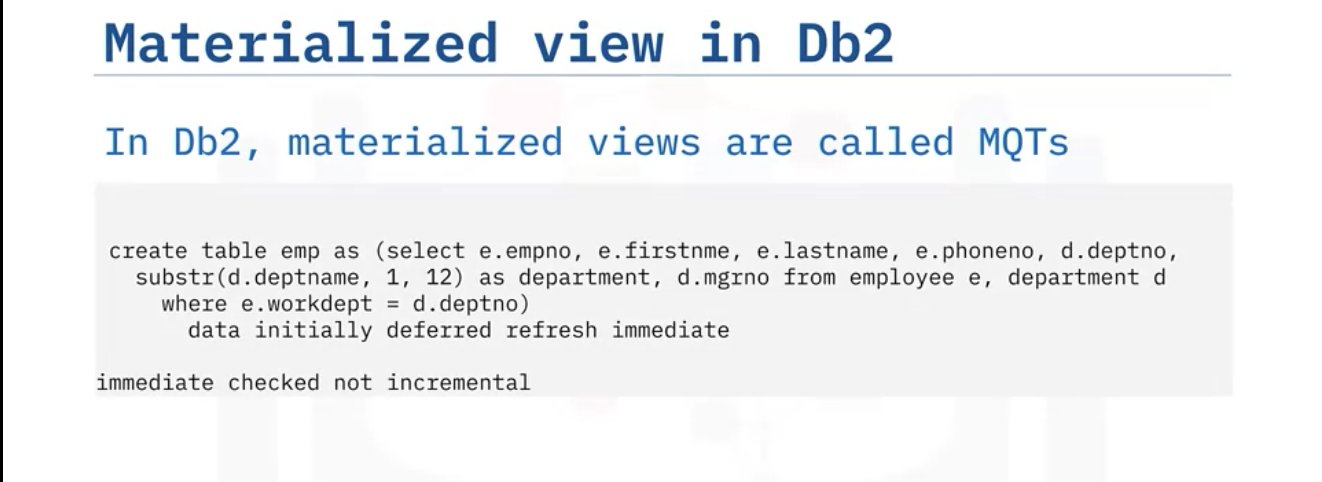 Materialized view in Db2
In Db2, materialized views are called MQTs
create table emp as (select e.empno, e.firstnme, e.lastname, e.phoneno, d.deptno,
substr(d.deptname, 1, 12) as department, d.mgrno from employee e, department d
where e.workdept = d.deptno)
data initially deferred refresh immediate
immediate checked not incremental